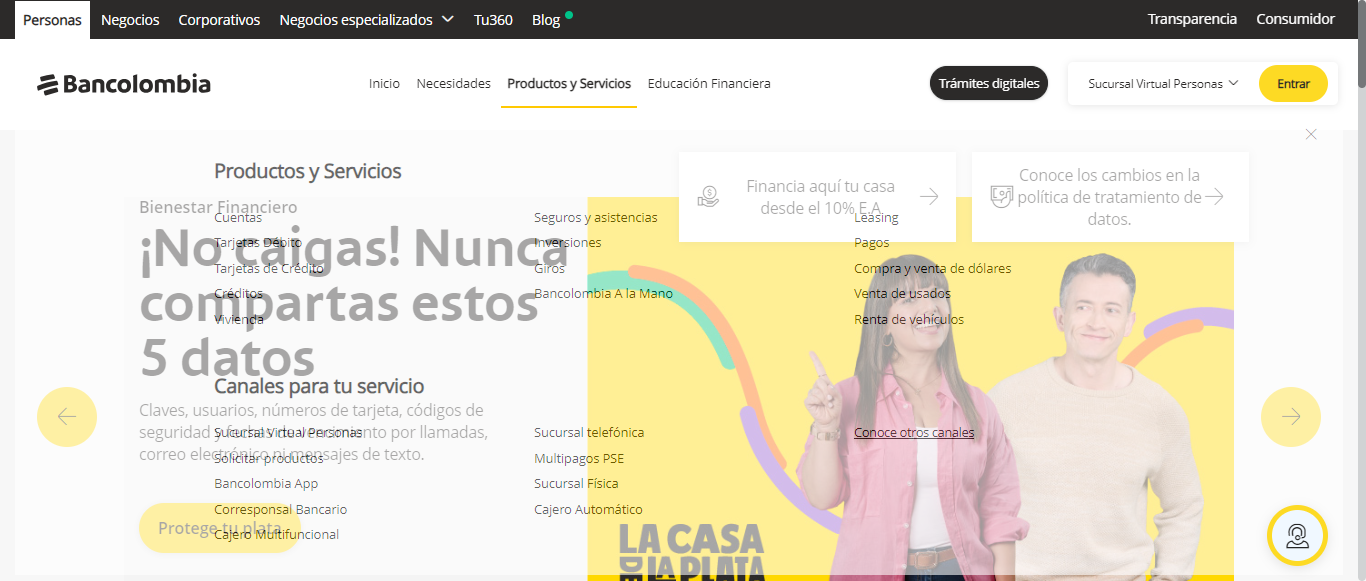 Personas Negocios Corporativos Negocios especializados Tu360 Blog Transparencia Consumidor
Bancolombia Inicio Necesidades Productos y Servicios Educación Financiera Trámites digitales Sucursal Virtual Personas Entrar
Productos y Servicios
Cuentas
Tarjetas Débito
Tarjetas de Crédito
Créditos
Vivienda
Seguros y asistencias
Inversiones
Giros
Bancolombia A la Mano
Leasing
Pagos
Compra y venta de dólares
Venta de usados
Renta de vehículos
Financia aquí tu casa
desde el 10% E.A.
Conoce los cambios en la
política de tratamiento de
datos.
Canales para tu servicio
Sucursal Virtual Personas
Solicitar productos
Bancolombia App
Corresponsal Bancario
Cajero Multifuncional
Sucursal telefónica
Multipagos PSE
Sucursal Física
Cajero Automático
Conoce otros canales
Bienestar Financiero
¡No caigas! Nunca
compartas estos
5 datos
Claves, usuarios, números de tarjeta, códigos de
seguridad y fechas de vencimiento por llamadas,
correo electrónico ni mensajes de texto.
Protege tu plata
LA CASA
DE LA PLATA